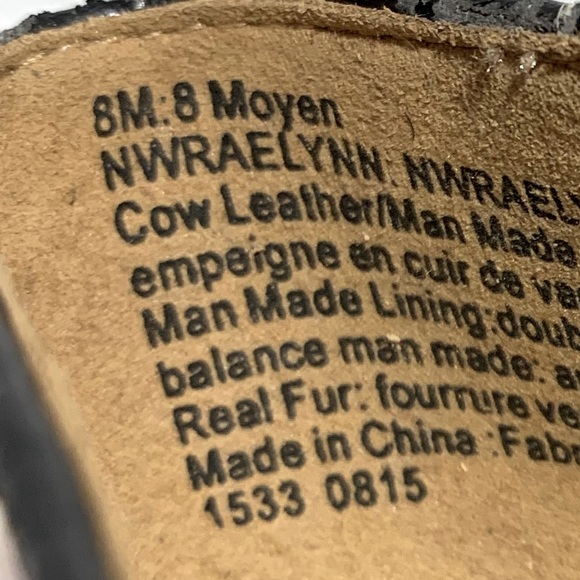 8M:8 Moyen
NWRAELYNN: NWRAEL
Cow Leather/Man Made
empeigne en cuir de va
Man Made Lining:doub
balance man made: a
Real Fur: fourrure ve
Made in China :Fabr
1533 0815